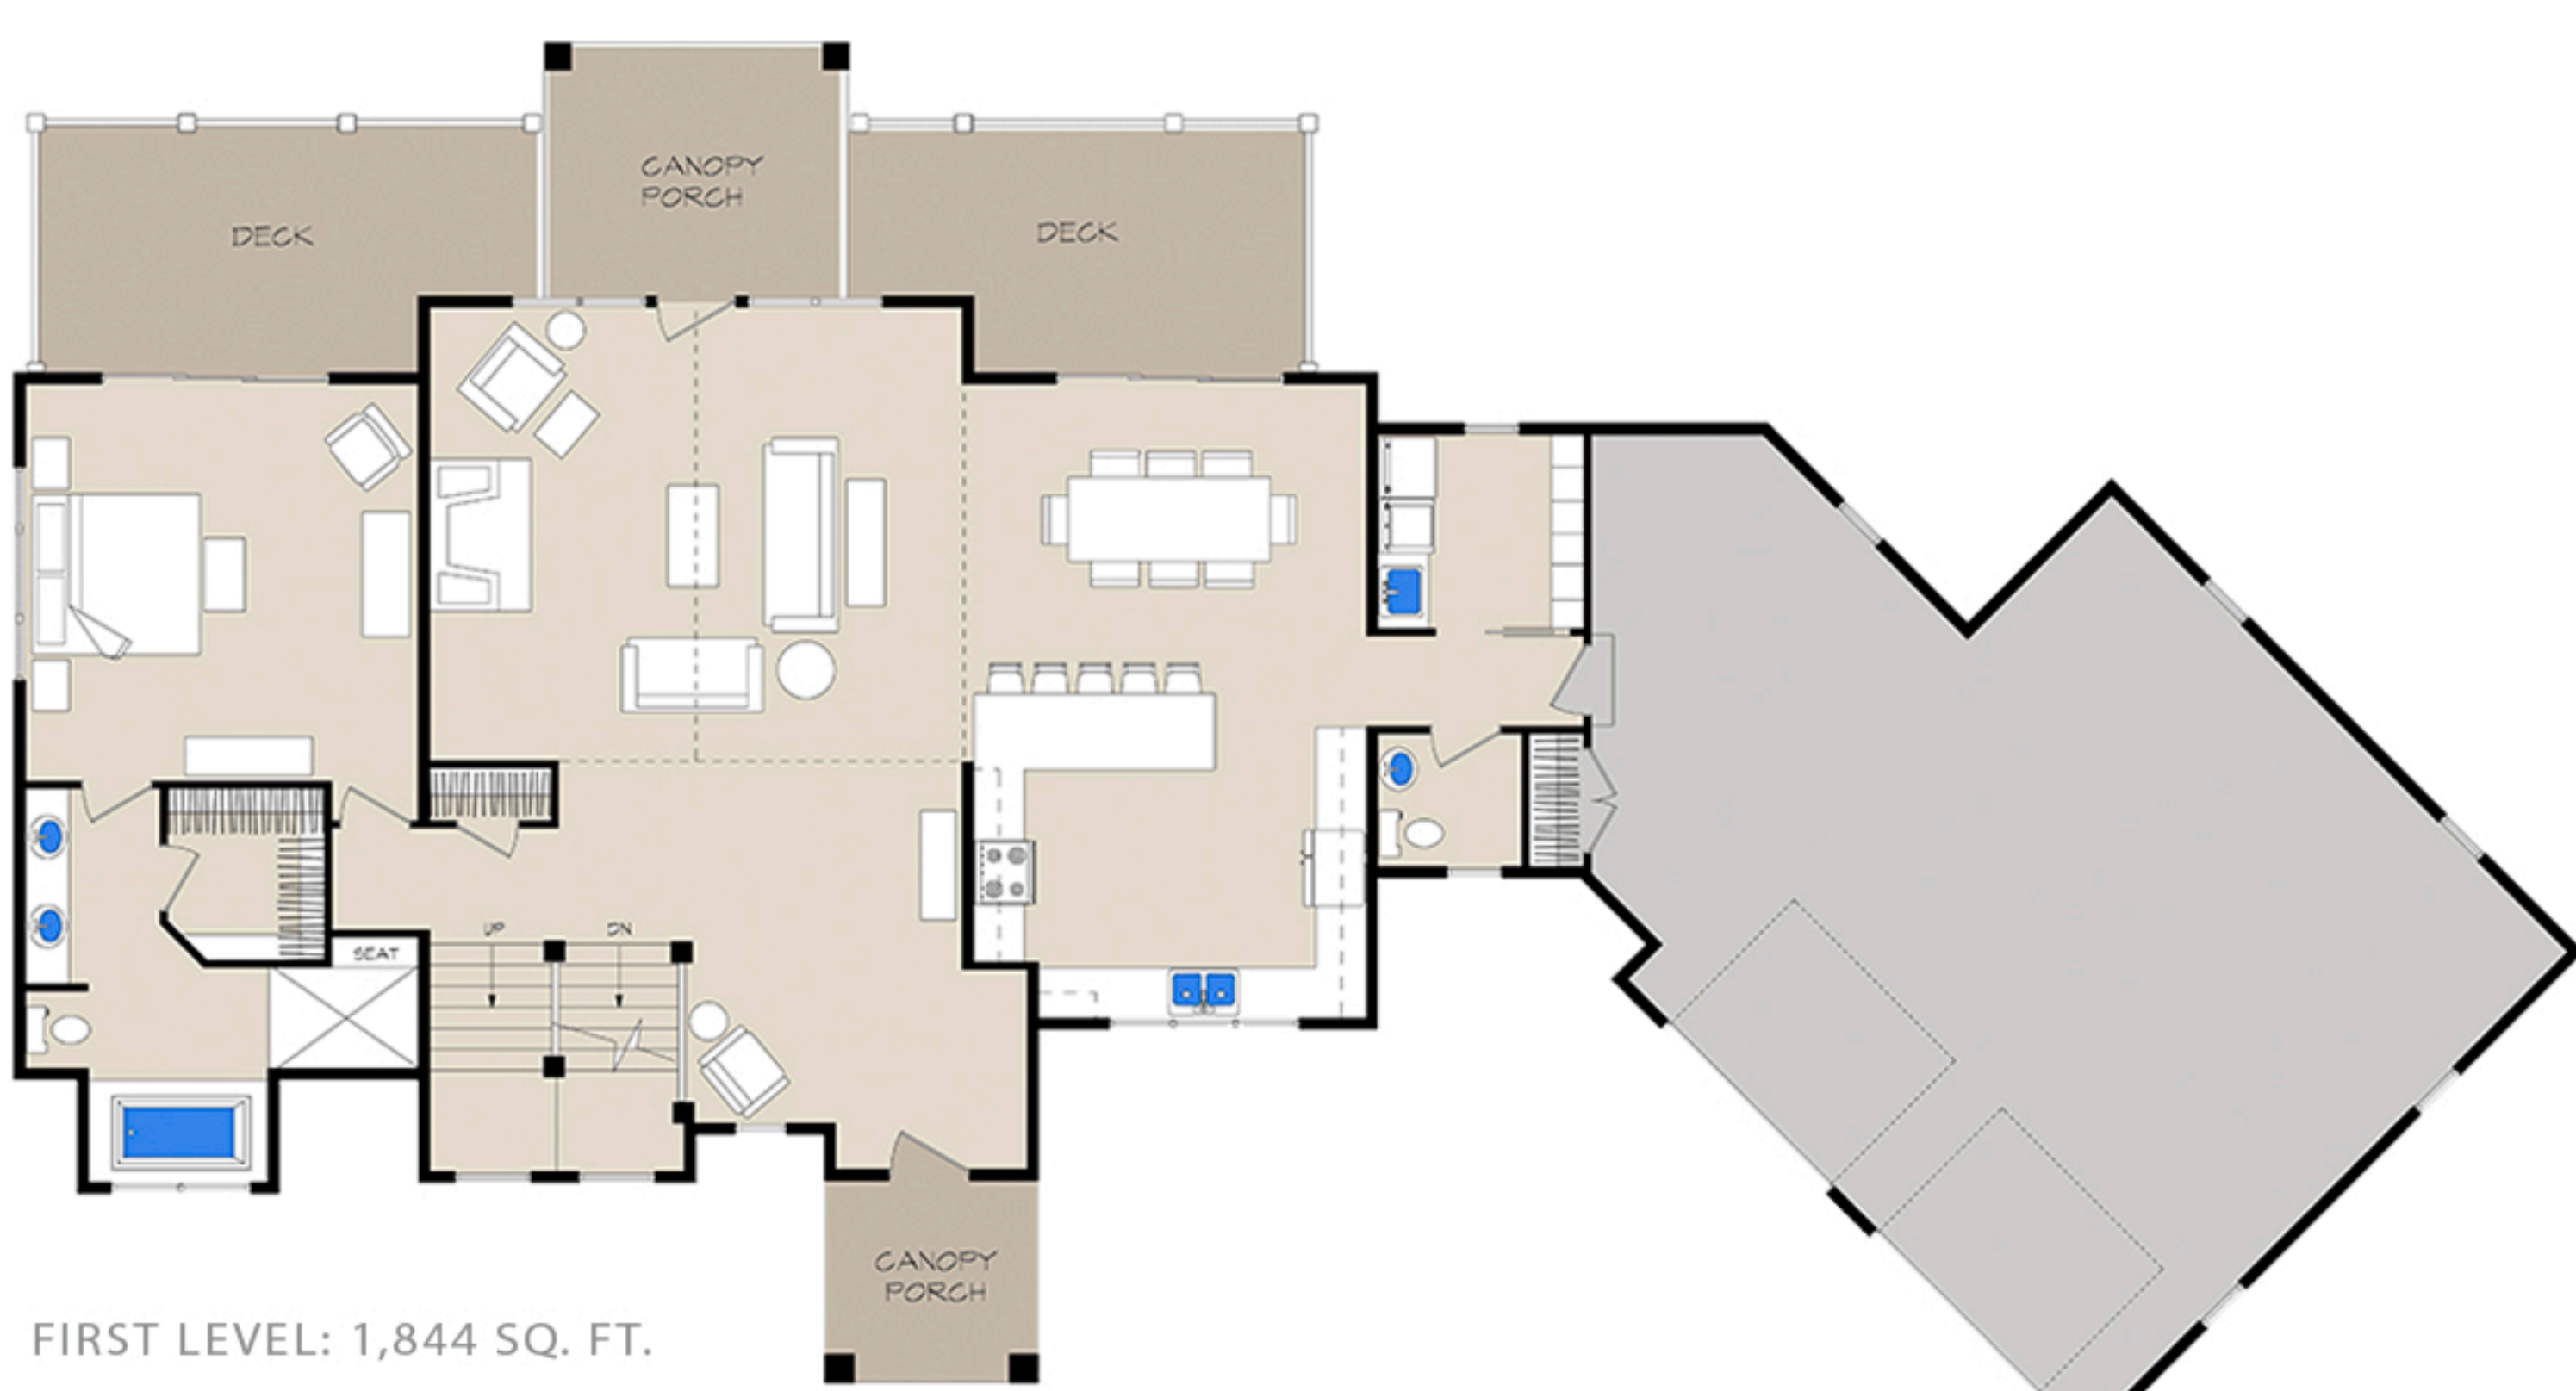 CANOPY
PORCH
DECK
DECK
UP
DN
SEAT
CANOPY
PORCH
FIRST LEVEL: 1,844 SQ. FT.